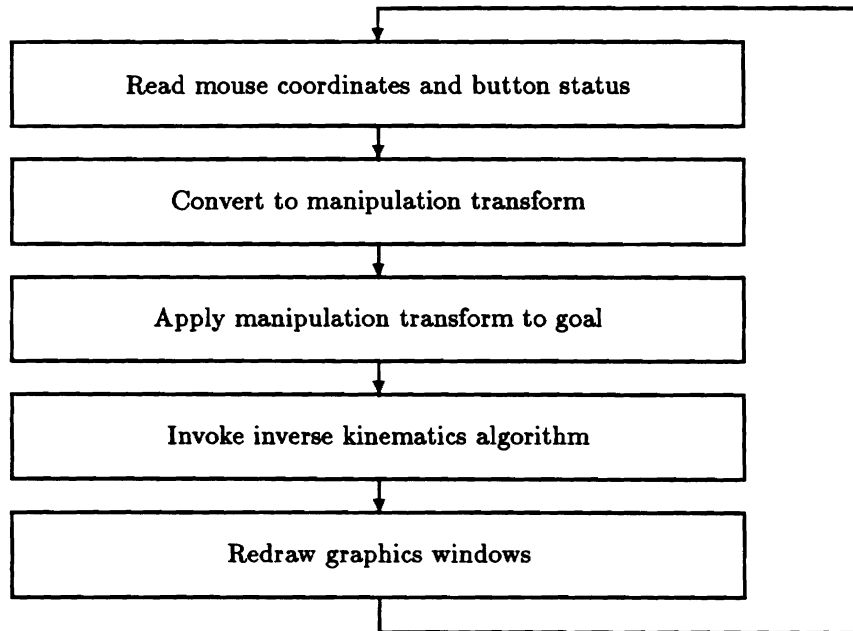 Read mouse coordinates and button status
Convert to manipulation transform
Apply manipulation transform to goal
Invoke inverse kinematics algorithm
Redraw graphics windows